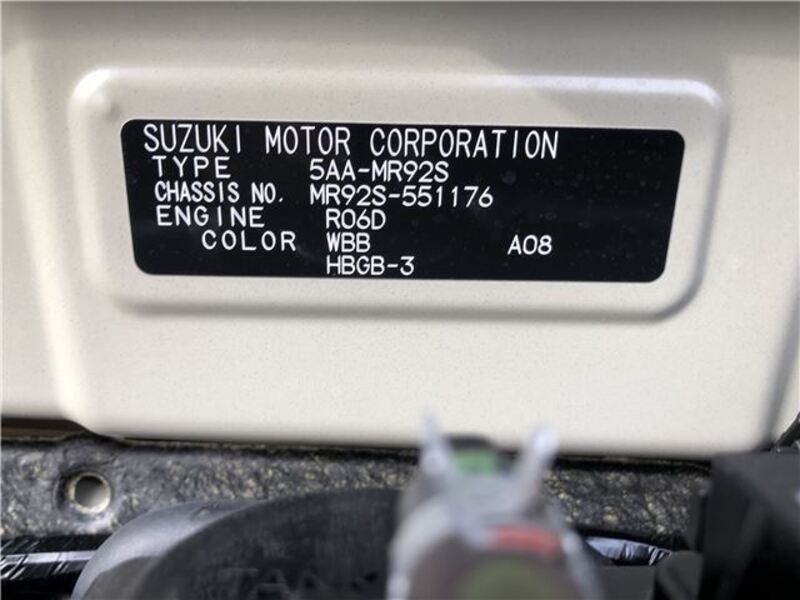 SUZUKI MOTOR CORPORATION
TYPE 5AA-MR92S
CHASSIS NO. MR92S-551176
ENGINE R06D
COLOR WBB A08
HBGB-3